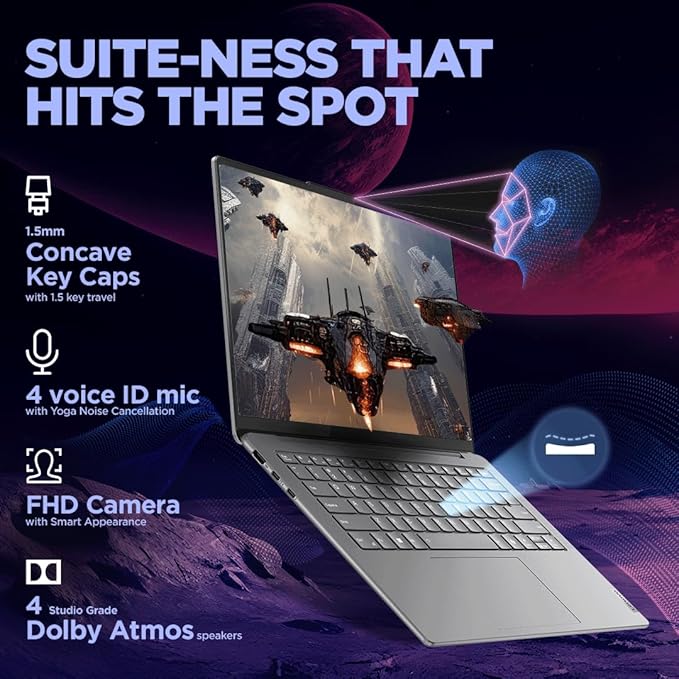 SUITE-NESS THAT
HITS THE SPOT
1.5mm
Concave
Key Caps
with 1.5 key travel
4 voice ID mic
with Yoga Noise Cancellation
FHD Camera
with Smart Appearance
4 Studio Grade
Dolby Atmos speakers